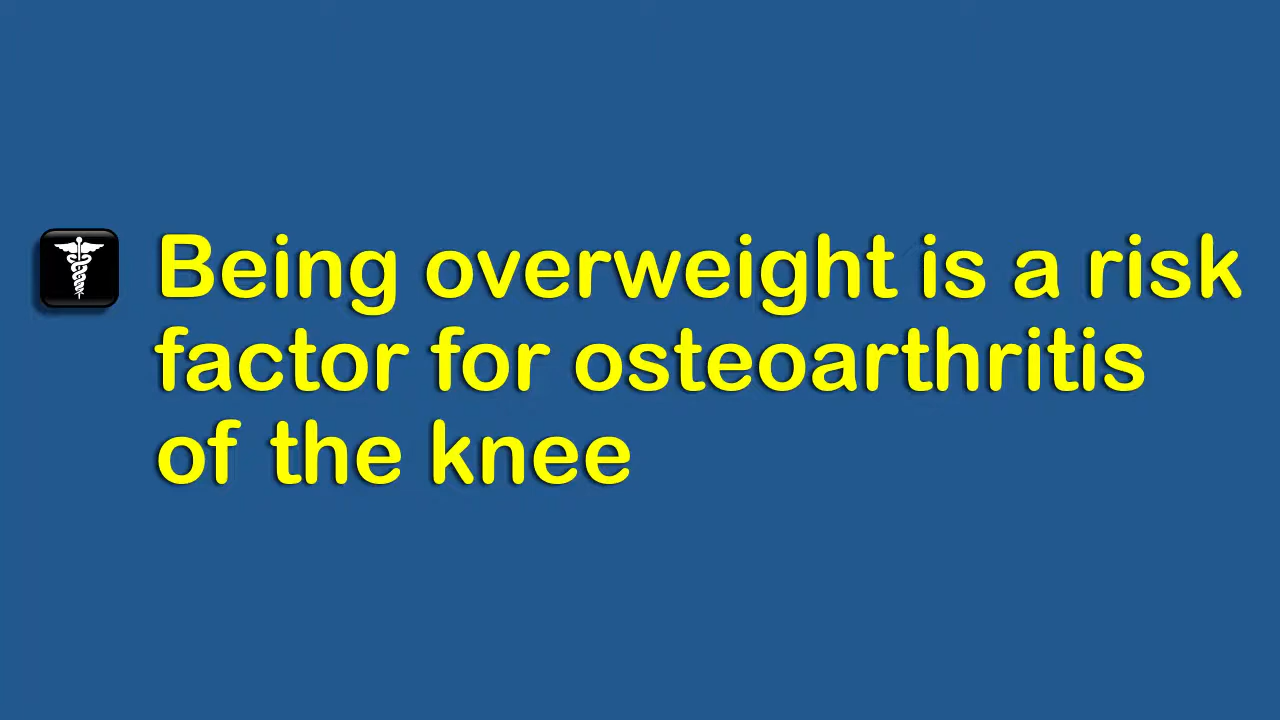 Being overweight is a risk
factor for osteoarthritis
of the knee